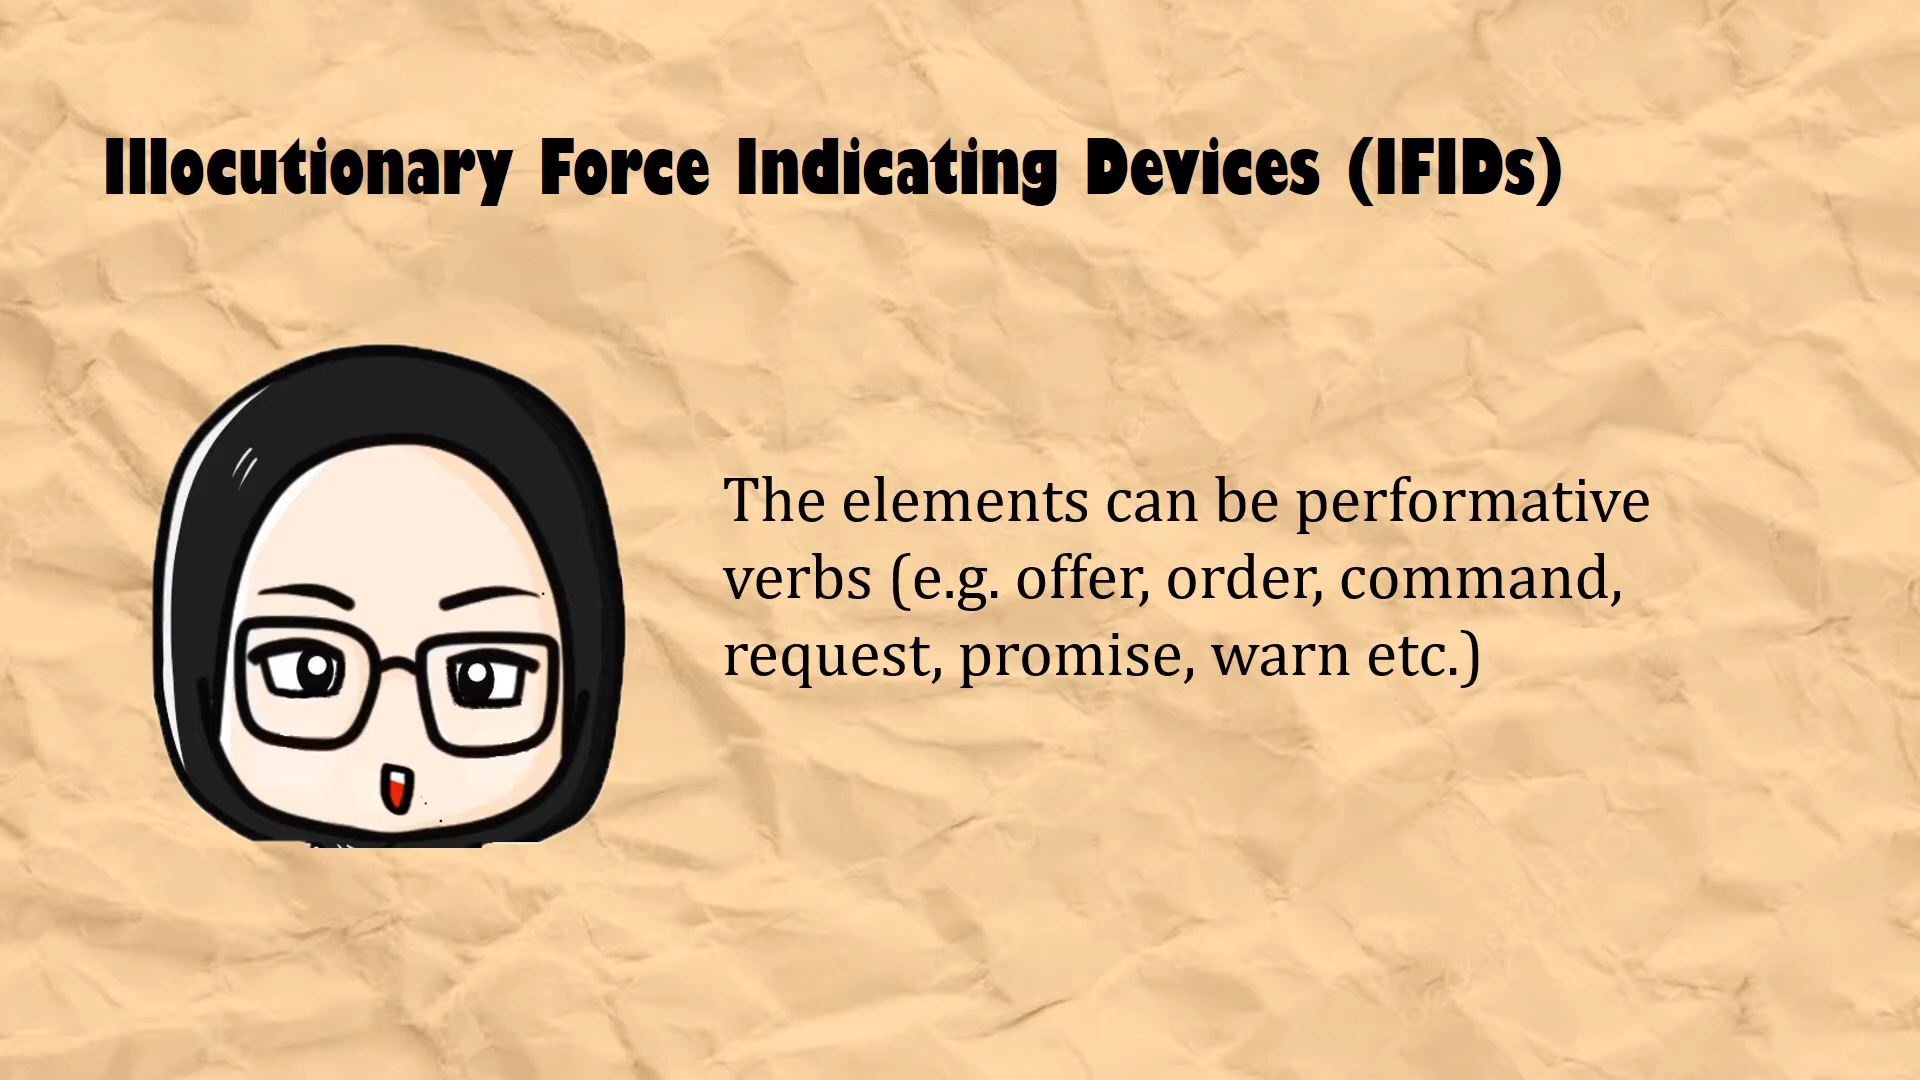 Illocutionary Force Indicating Devices (IFIDs)
The elements can be performative
verbs (e.g. offer, order, command,
request, promise, warn etc.)